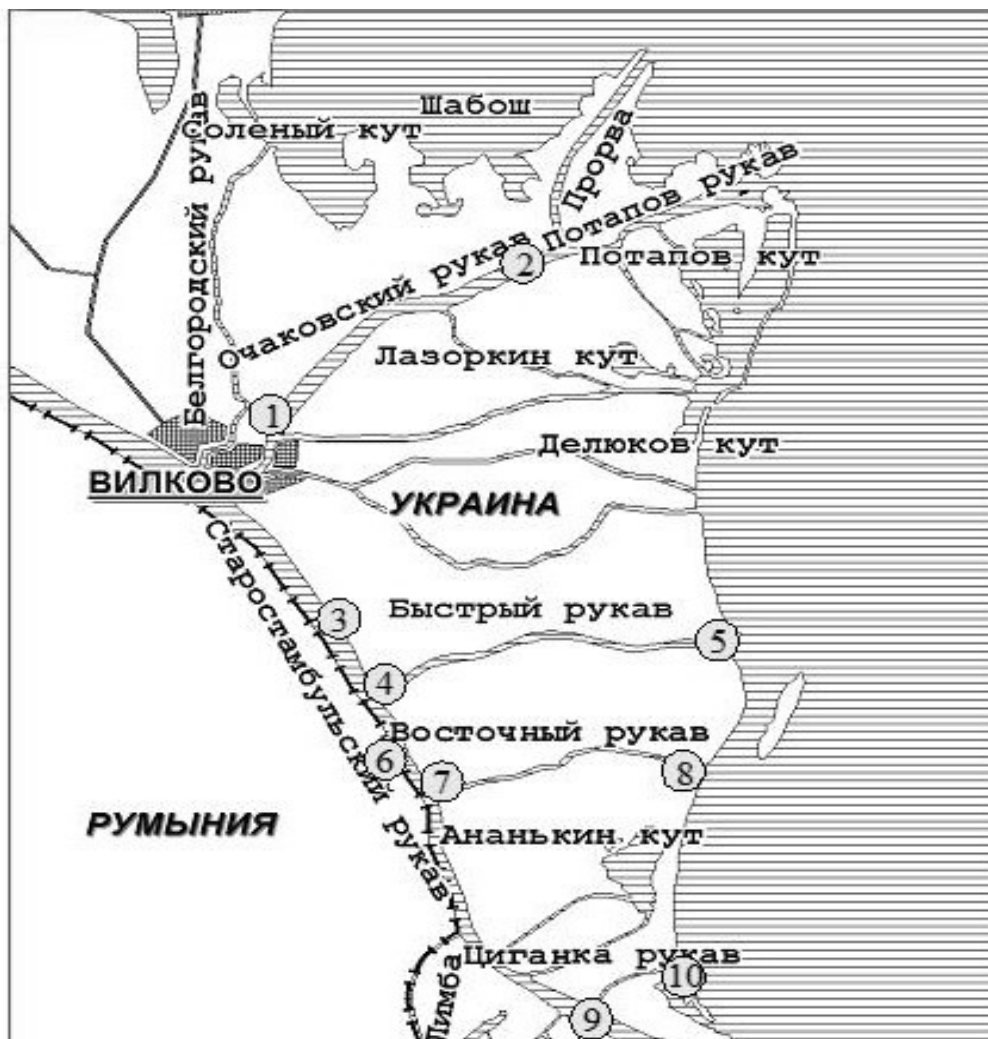 Шабош
Соленый кут
Белгородский рукав
Прорва
Потапов рукав
Очаковский рукав
2
Потапов кут
Лазоркин кут
1
Делюков кут
ВИЛКОВО
УКРАИНА
Старостамбульский рукав
3
Быстрый рукав
5
4
Восточный рукав
6
7
8
РУМЫНИЯ
Ананькин кут
Циганка рукав
10
Лимба
9